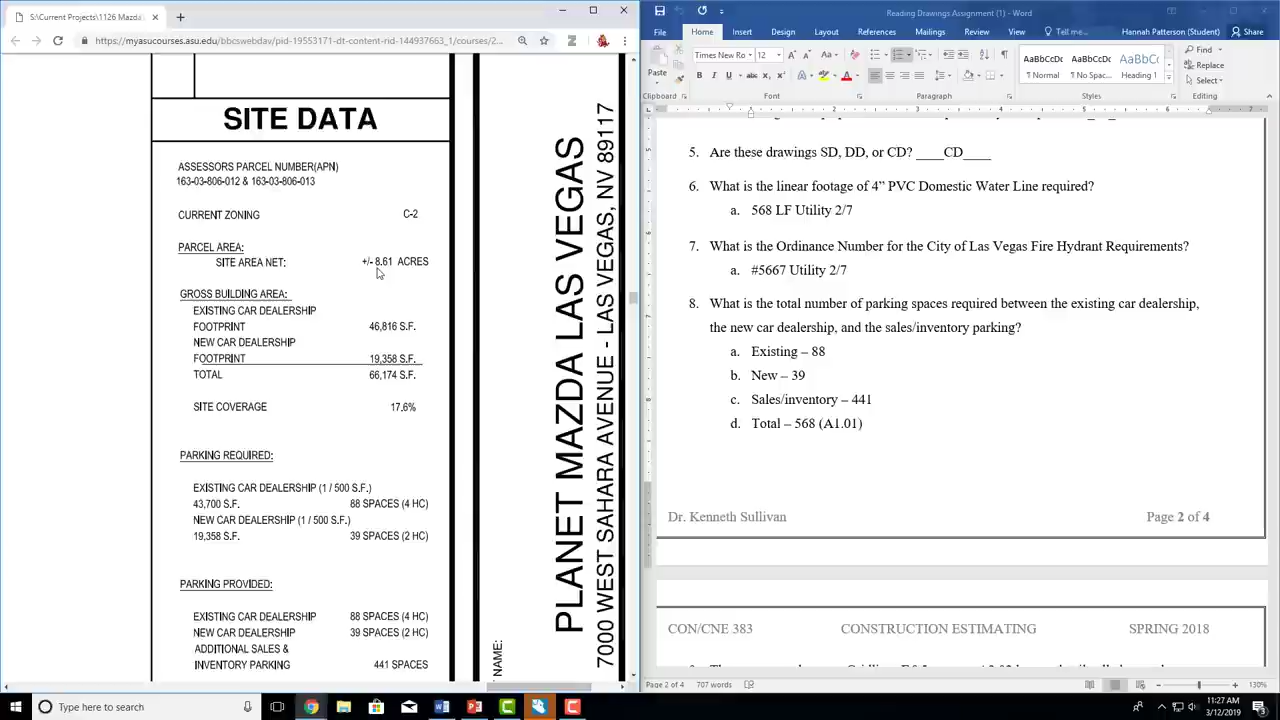 S:\Current Projects\1126 Mazda\
https://myasucourses.asu.edu/bbcswebdav/pid-19553171-dt-content-rid-144937663_1/courses/2...
SITE DATA
ASSESSORS PARCEL NUMBER(APN)
163-03-806-012 & 163-03-806-013
CURRENT ZONING C-2
PARCEL AREA:
SITE AREA NET: +/- 8.61 ACRES
GROSS BUILDING AREA:
EXISTING CAR DEALERSHIP
FOOTPRINT 46,816 S.F.
NEW CAR DEALERSHIP
FOOTPRINT 19,358 S.F.
TOTAL 66,174 S.F.
SITE COVERAGE 17.6%
PARKING REQUIRED:
EXISTING CAR DEALERSHIP (1 / 500 S.F.)
43,700 S.F. 88 SPACES (4 HC)
NEW CAR DEALERSHIP (1 / 500 S.F.)
19,358 S.F. 39 SPACES (2 HC)
PARKING PROVIDED:
EXISTING CAR DEALERSHIP 88 SPACES (4 HC)
NEW CAR DEALERSHIP 39 SPACES (2 HC)
ADDITIONAL SALES &
INVENTORY PARKING 441 SPACES
PLANET MAZDA LAS VEGAS
7000 WEST SAHARA AVENUE - LAS VEGAS, NV 89117
NAME:
Reading Drawings Assignment (1) - Word
File Home Insert Design Layout References Mailings Review View Tell me... Hannah Patterson (Student) Share
Paste
Times New Ro 12
B I U abc X₂ X²
AaBbCcDc AaBbCcDc AaBbCc
¶ Normal ¶ No Spac... Heading 1
Find
Replace
Select
Clipboard Font Paragraph Styles Editing
5. Are these drawings SD, DD, or CD? ____CD____
6. What is the linear footage of 4” PVC Domestic Water Line required?
a. 568 LF Utility 2/7
7. What is the Ordinance Number for the City of Las Vegas Fire Hydrant Requirements?
a. #5667 Utility 2/7
8. What is the total number of parking spaces required between the existing car dealership,
the new car dealership, and the sales/inventory parking?
a. Existing – 88
b. New – 39
c. Sales/inventory – 441
d. Total – 568 (A1.01)
Dr. Kenneth Sullivan Page 2 of 4
CON/CNE 383 CONSTRUCTION ESTIMATING SPRING 2018
Page 2 of 4 707 words 130%
Type here to search
11:27 AM
3/12/2019